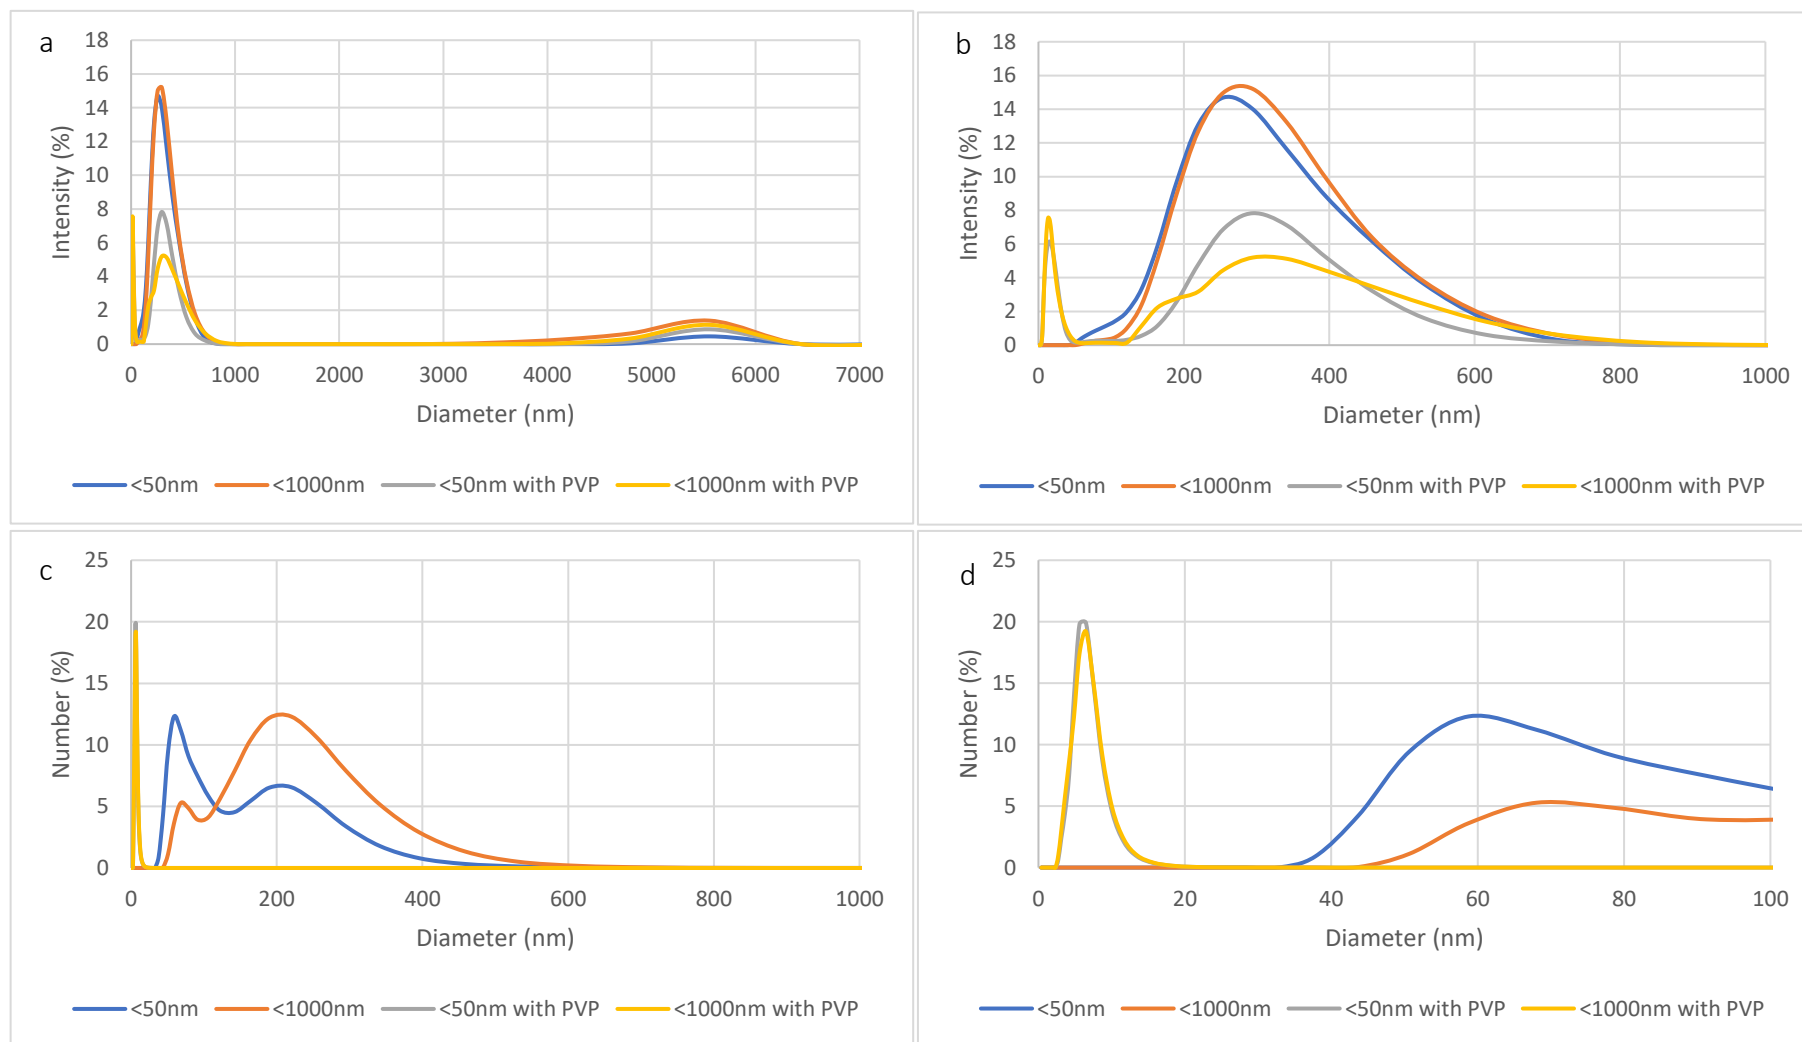 a
18
16
14
12
10
8
6
4
2
0
Intensity (%)
0 1000 2000 3000 4000 5000 6000 7000
Diameter (nm)
<50nm <1000nm <50nm with PVP <1000nm with PVP
b
18
16
14
12
10
8
6
4
2
0
Intensity (%)
0 200 400 600 800 1000
Diameter (nm)
<50nm <1000nm <50nm with PVP <1000nm with PVP
c
25
20
15
10
5
0
Number (%)
0 200 400 600 800 1000
Diameter (nm)
<50nm <1000nm <50nm with PVP <1000nm with PVP
d
25
20
15
10
5
0
Number (%)
0 20 40 60 80 100
Diameter (nm)
<50nm <1000nm <50nm with PVP <1000nm with PVP